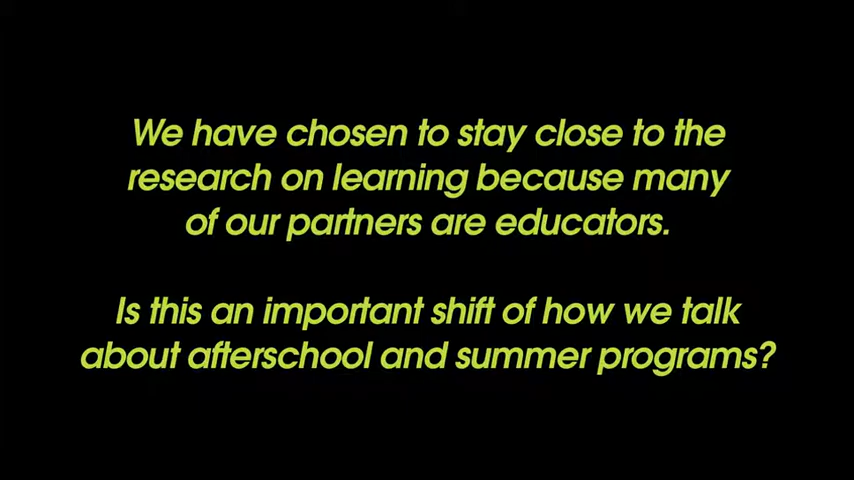 We have chosen to stay close to the
research on learning because many
of our partners are educators.
Is this an important shift of how we talk
about afterschool and summer programs?